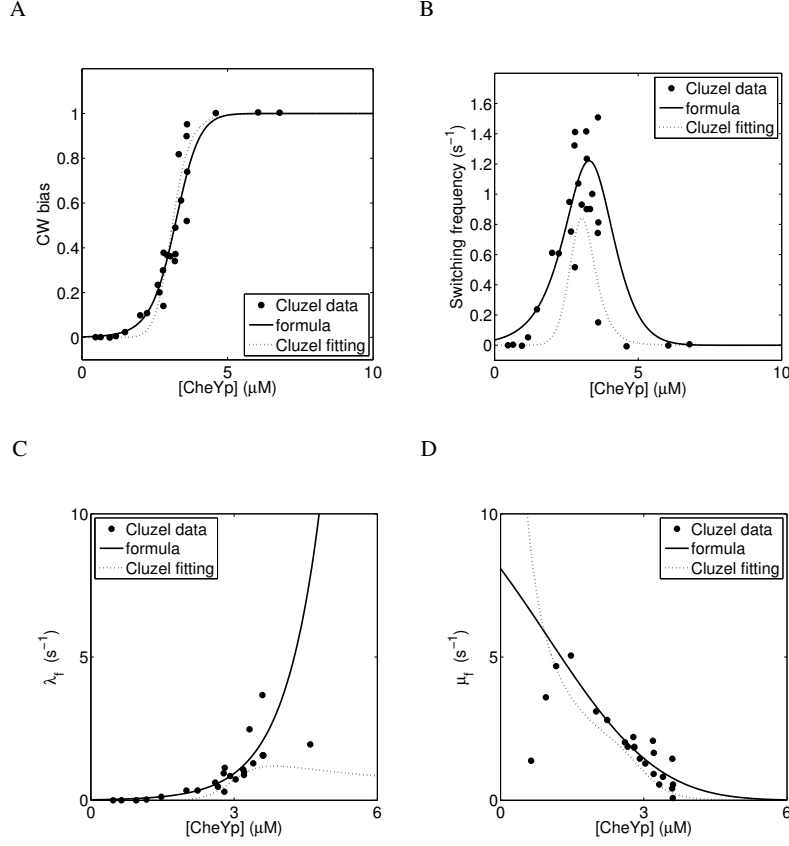 A
CW bias
1
0.8
0.6
0.4
0.2
0
0 5 10
[CheYp] (μM)
Cluzel data
formula
Cluzel fitting
B
Switching frequency (s⁻¹)
1.6
1.4
1.2
1
0.8
0.6
0.4
0.2
0
0 5 10
[CheYp] (μM)
Cluzel data
formula
Cluzel fitting
C
λf (s⁻¹)
10
5
0
0 3 6
[CheYp] (μM)
Cluzel data
formula
Cluzel fitting
D
μf (s⁻¹)
10
5
0
0 3 6
[CheYp] (μM)
Cluzel data
formula
Cluzel fitting